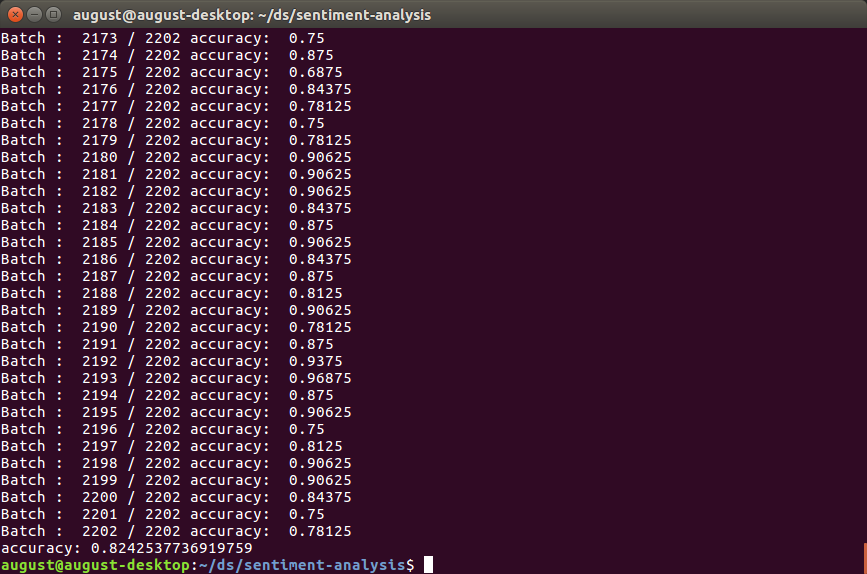 august@august-desktop: ~/ds/sentiment-analysis
Batch :  2173 / 2202 accuracy:  0.75
Batch :  2174 / 2202 accuracy:  0.875
Batch :  2175 / 2202 accuracy:  0.6875
Batch :  2176 / 2202 accuracy:  0.84375
Batch :  2177 / 2202 accuracy:  0.78125
Batch :  2178 / 2202 accuracy:  0.75
Batch :  2179 / 2202 accuracy:  0.78125
Batch :  2180 / 2202 accuracy:  0.90625
Batch :  2181 / 2202 accuracy:  0.90625
Batch :  2182 / 2202 accuracy:  0.90625
Batch :  2183 / 2202 accuracy:  0.84375
Batch :  2184 / 2202 accuracy:  0.875
Batch :  2185 / 2202 accuracy:  0.90625
Batch :  2186 / 2202 accuracy:  0.84375
Batch :  2187 / 2202 accuracy:  0.875
Batch :  2188 / 2202 accuracy:  0.8125
Batch :  2189 / 2202 accuracy:  0.90625
Batch :  2190 / 2202 accuracy:  0.78125
Batch :  2191 / 2202 accuracy:  0.875
Batch :  2192 / 2202 accuracy:  0.9375
Batch :  2193 / 2202 accuracy:  0.96875
Batch :  2194 / 2202 accuracy:  0.875
Batch :  2195 / 2202 accuracy:  0.90625
Batch :  2196 / 2202 accuracy:  0.75
Batch :  2197 / 2202 accuracy:  0.8125
Batch :  2198 / 2202 accuracy:  0.90625
Batch :  2199 / 2202 accuracy:  0.90625
Batch :  2200 / 2202 accuracy:  0.84375
Batch :  2201 / 2202 accuracy:  0.75
Batch :  2202 / 2202 accuracy:  0.78125
accuracy: 0.8242537736919759
august@august-desktop:~/ds/sentiment-analysis$